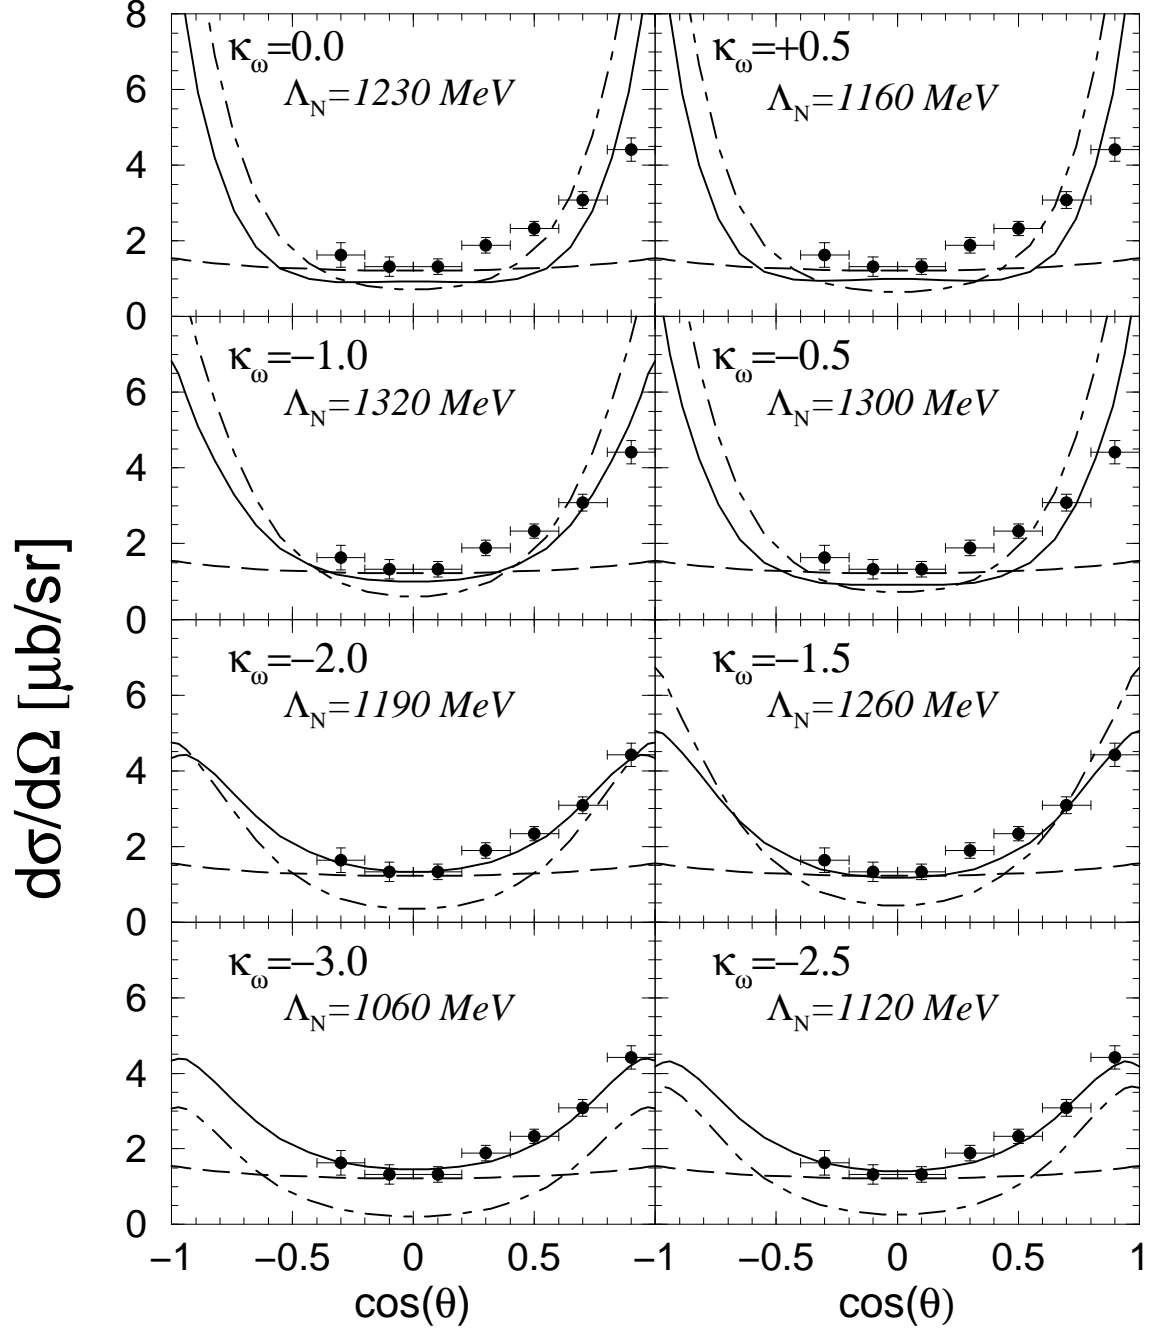 dσ/dΩ [μb/sr]
8
6
4
2
0
κω=0.0
ΛN=1230 MeV
κω=+0.5
ΛN=1160 MeV
6
4
2
0
κω=−1.0
ΛN=1320 MeV
κω=−0.5
ΛN=1300 MeV
6
4
2
0
κω=−2.0
ΛN=1190 MeV
κω=−1.5
ΛN=1260 MeV
6
4
2
0
κω=−3.0
ΛN=1060 MeV
κω=−2.5
ΛN=1120 MeV
−1 −0.5 0 0.5 −1 −0.5 0 0.5 1
cos(θ) cos(θ)